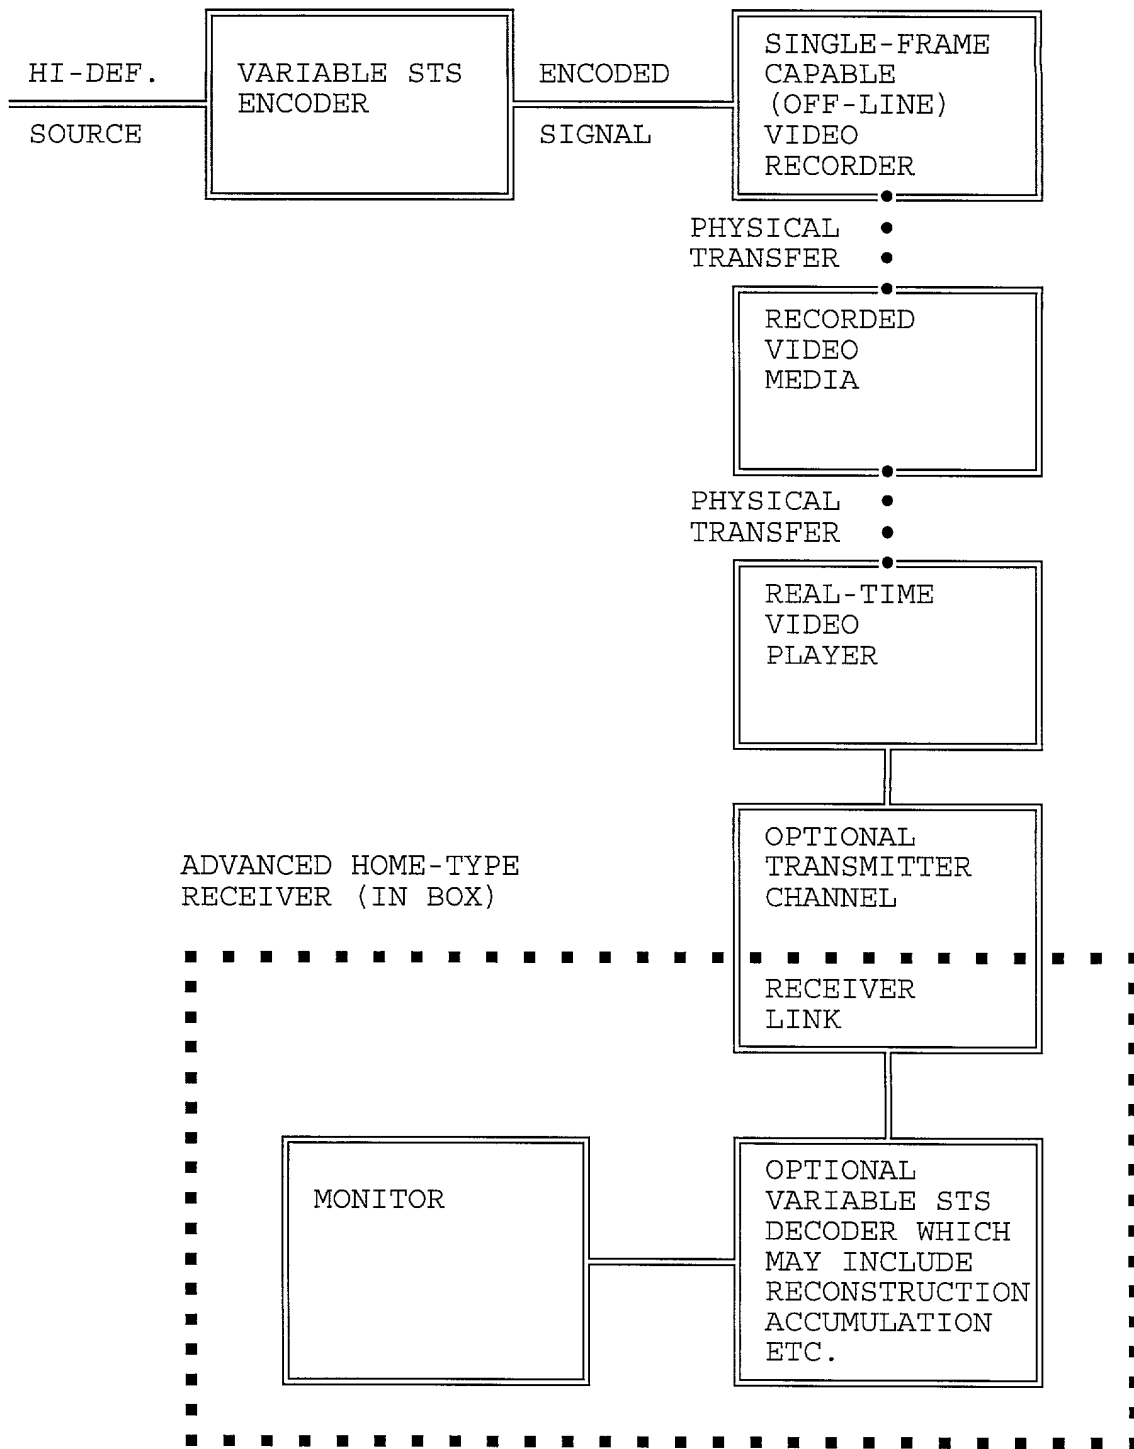 HI-DEF.
SOURCE
VARIABLE STS
ENCODER
ENCODED
SIGNAL
SINGLE-FRAME
CAPABLE
(OFF-LINE)
VIDEO
RECORDER
PHYSICAL
TRANSFER
RECORDED
VIDEO
MEDIA
PHYSICAL
TRANSFER
REAL-TIME
VIDEO
PLAYER
OPTIONAL
TRANSMITTER
CHANNEL
ADVANCED HOME-TYPE
RECEIVER (IN BOX)
RECEIVER
LINK
MONITOR
OPTIONAL
VARIABLE STS
DECODER WHICH
MAY INCLUDE
RECONSTRUCTION
ACCUMULATION
ETC.